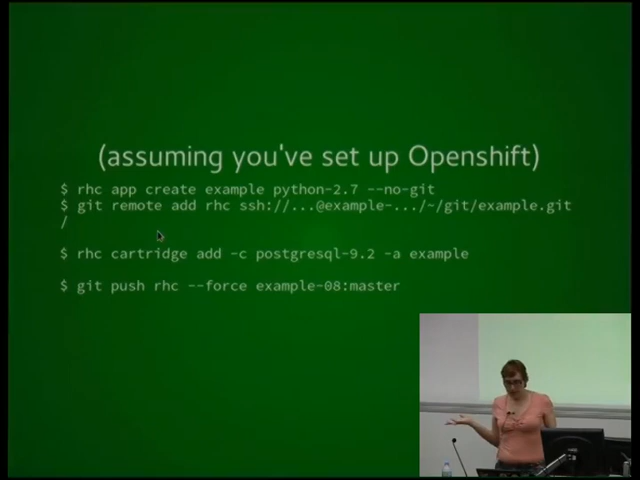 (assuming you've set up Openshift)
$ rhc app create example python-2.7 --no-git
$ git remote add rhc ssh://...@example-.../~/git/example.git
/
$ rhc cartridge add -c postgresql-9.2 -a example
$ git push rhc --force example-08:master